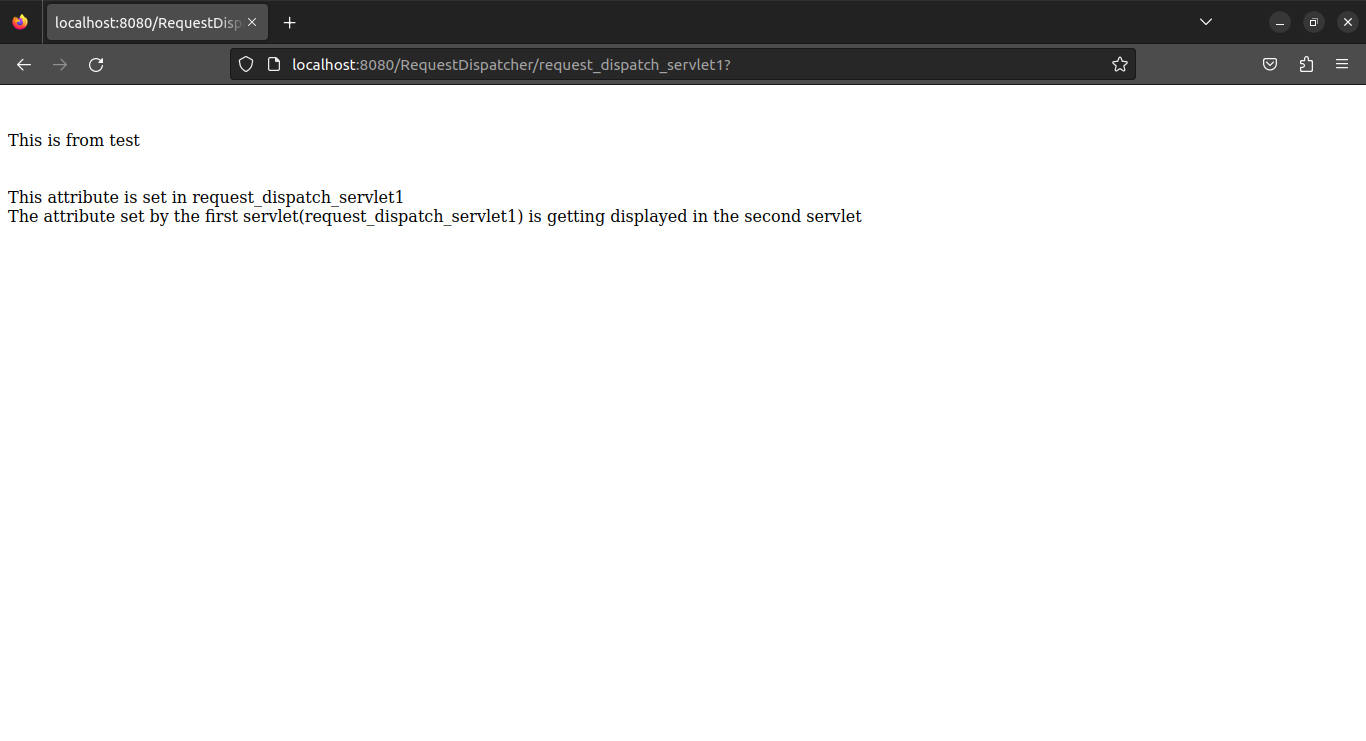 localhost:8080/RequestDisp
localhost:8080/RequestDispatcher/request_dispatch_servlet1?
This is from test
This attribute is set in request_dispatch_servlet1
The attribute set by the first servlet(request_dispatch_servlet1) is getting displayed in the second servlet